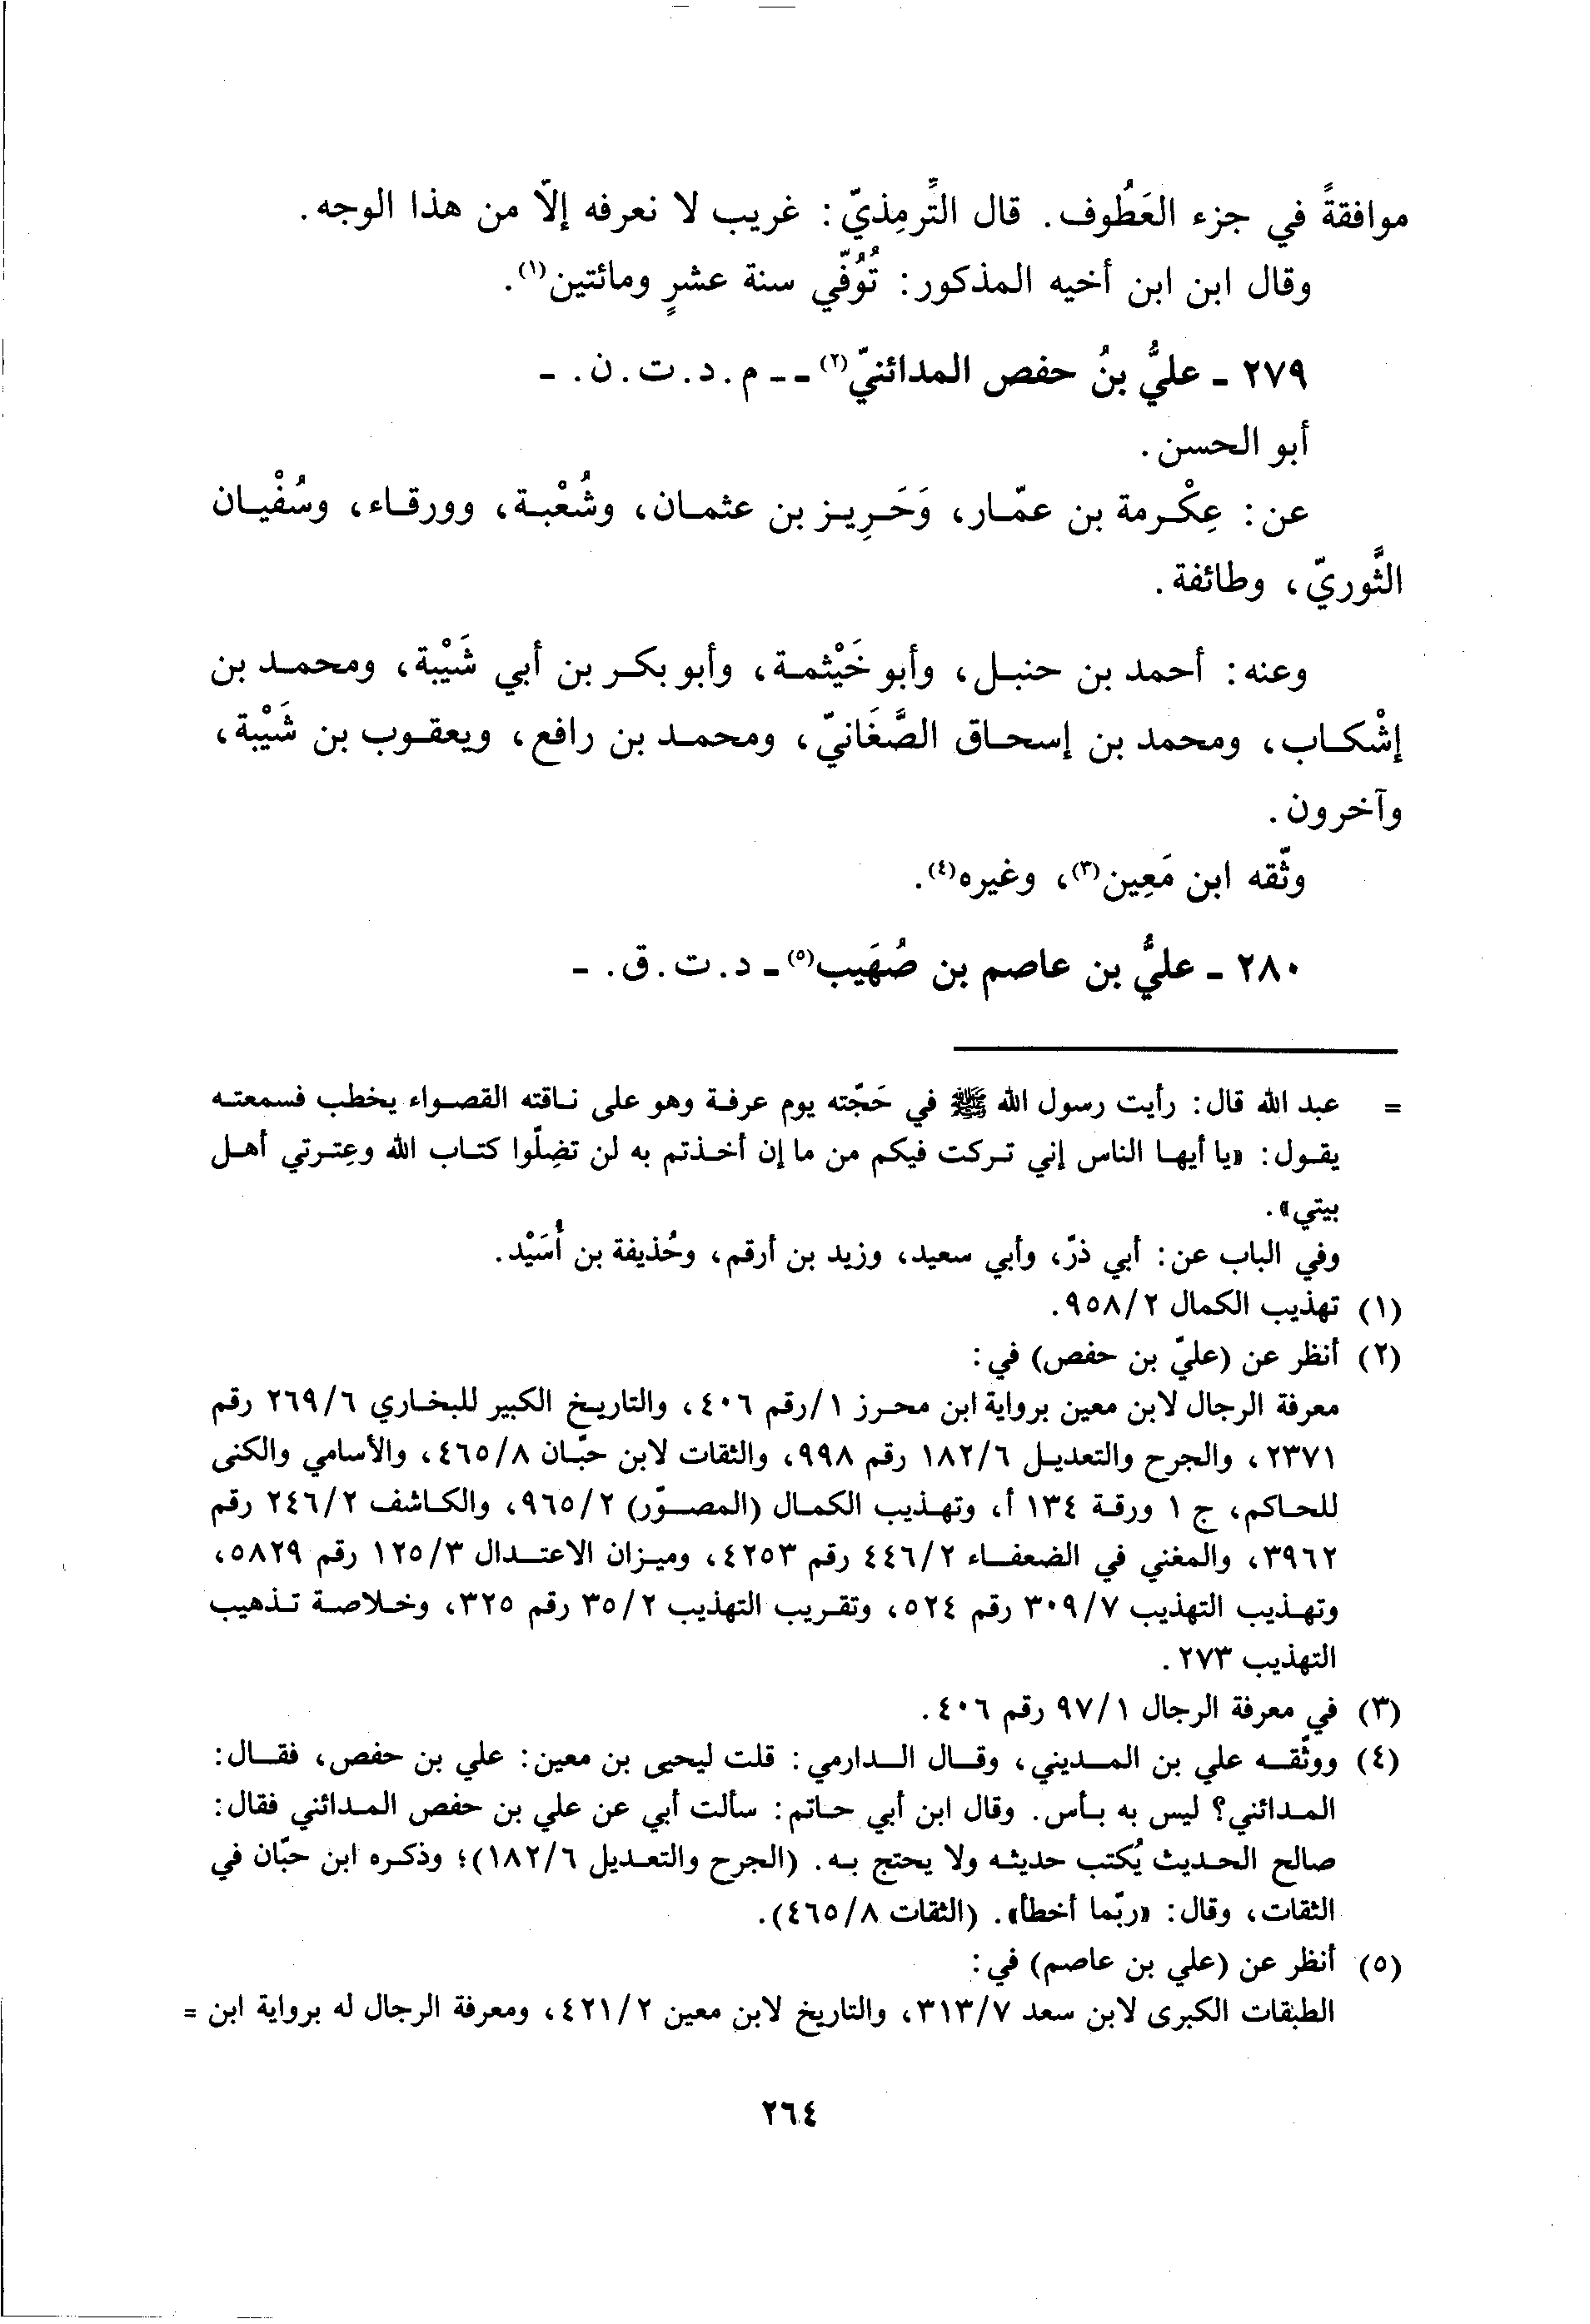 موافقةً في جزء العَطُوف. قال التِّرمِذيّ: غريب لا نعرفه إلّا من هذا الوجه.
وقال ابن ابن أخيه المذكور: تُوُفّي سنة عشرٍ ومائتين(١).
٢٧٩ - عليُّ بنُ حفص المدائنيّ(٢) - - م. د. ت. ن. -
أبو الحسن.
عن: عِكْرمة بن عمّار، وَحَرِيز بن عثمان، وشُعْبة، وورقاء، وسُفْيان
الثَّوريّ، وطائفة.
وعنه: أحمد بن حنبل، وأبو خَيْثمة، وأبو بكر بن أبي شَيْبة، ومحمد بن
إشْكاب، ومحمد بن إسحاق الصَّغَانيّ، ومحمد بن رافع، ويعقوب بن شَيْبة،
وآخرون.
وثّقه ابن مَعِين(٣)، وغيره(٤).
٢٨٠ - عليُّ بن عاصم بن صُهَيب(٥) - د. ت. ق. -
= عبد الله قال: رأيت رسول الله ﷺ في حَجّته يوم عرفة وهو على ناقته القصواء يخطب فسمعته
يقول: «يا أيها الناس إني تركت فيكم من ما إن أخذتم به لن تضِلّوا كتاب الله وعِترتي أهل
بيتي».
وفي الباب عن: أبي ذرّ، وأبي سعيد، وزيد بن أرقم، وحُذيفة بن أُسَيْد.
(١) تهذيب الكمال ٩٥٨/٢.
(٢) أنظر عن (عليّ بن حفص) في:
معرفة الرجال لابن معين برواية ابن محرز ١/رقم ٤٠٦، والتاريخ الكبير للبخاري ٢٦٩/٦ رقم
٢٣٧١، والجرح والتعديل ١٨٢/٦ رقم ٩٩٨، والثقات لابن حبّان ٤٦٥/٨، والأسامي والكنى
للحاكم، ج ١ ورقة ١٣٤ أ، وتهذيب الكمال (المصوّر) ٩٦٥/٢، والكاشف ٢٤٦/٢ رقم
٣٩٦٢، والمغني في الضعفاء ٤٤٦/٢ رقم ٤٢٥٣، وميزان الاعتدال ١٢٥/٣ رقم ٥٨٢٩،
وتهذيب التهذيب ٣٠٩/٧ رقم ٥٢٤، وتقريب التهذيب ٣٥/٢ رقم ٣٢٥، وخلاصة تذهيب
التهذيب ٢٧٣.
(٣) في معرفة الرجال ٩٧/١ رقم ٤٠٦.
(٤) ووثّقه علي بن المديني، وقال الدارمي: قلت ليحيى بن معين: علي بن حفص، فقال:
المدائني؟ ليس به بأس. وقال ابن أبي حاتم: سألت أبي عن علي بن حفص المدائني فقال:
صالح الحديث يُكتب حديثه ولا يحتج به. (الجرح والتعديل ١٨٢/٦)؛ وذكره ابن حبّان في
الثقات، وقال: «ربّما أخطأ». (الثقات ٤٦٥/٨).
(٥) أنظر عن (علي بن عاصم) في:
الطبقات الكبرى لابن سعد ٣١٣/٧، والتاريخ لابن معين ٤٢١/٢، ومعرفة الرجال له برواية ابن =
٢٦٤